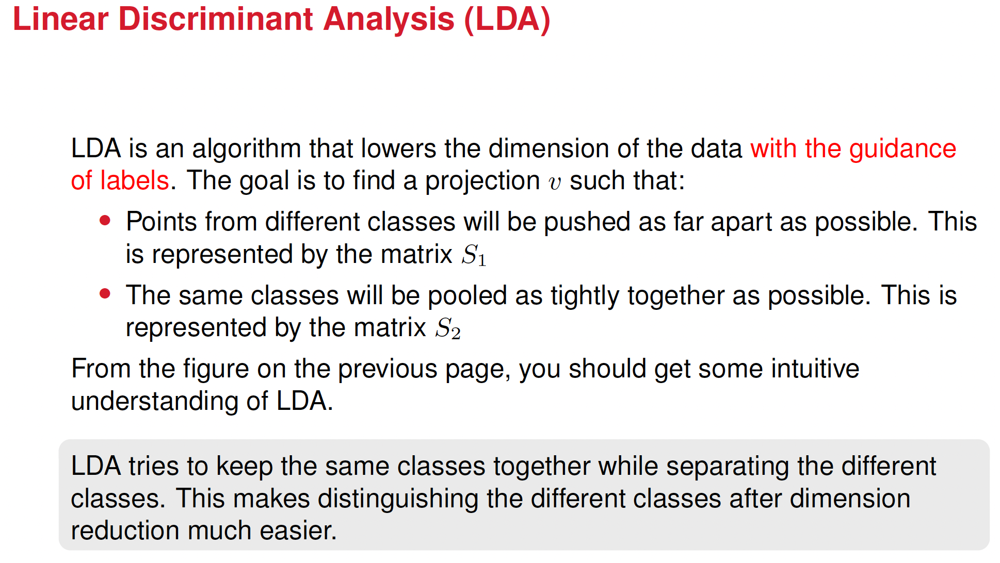 Linear Discriminant Analysis (LDA)
LDA is an algorithm that lowers the dimension of the data with the guidance
of labels. The goal is to find a projection v such that:
• Points from different classes will be pushed as far apart as possible. This
is represented by the matrix S₁
• The same classes will be pooled as tightly together as possible. This is
represented by the matrix S₂
From the figure on the previous page, you should get some intuitive
understanding of LDA.
LDA tries to keep the same classes together while separating the different
classes. This makes distinguishing the different classes after dimension
reduction much easier.